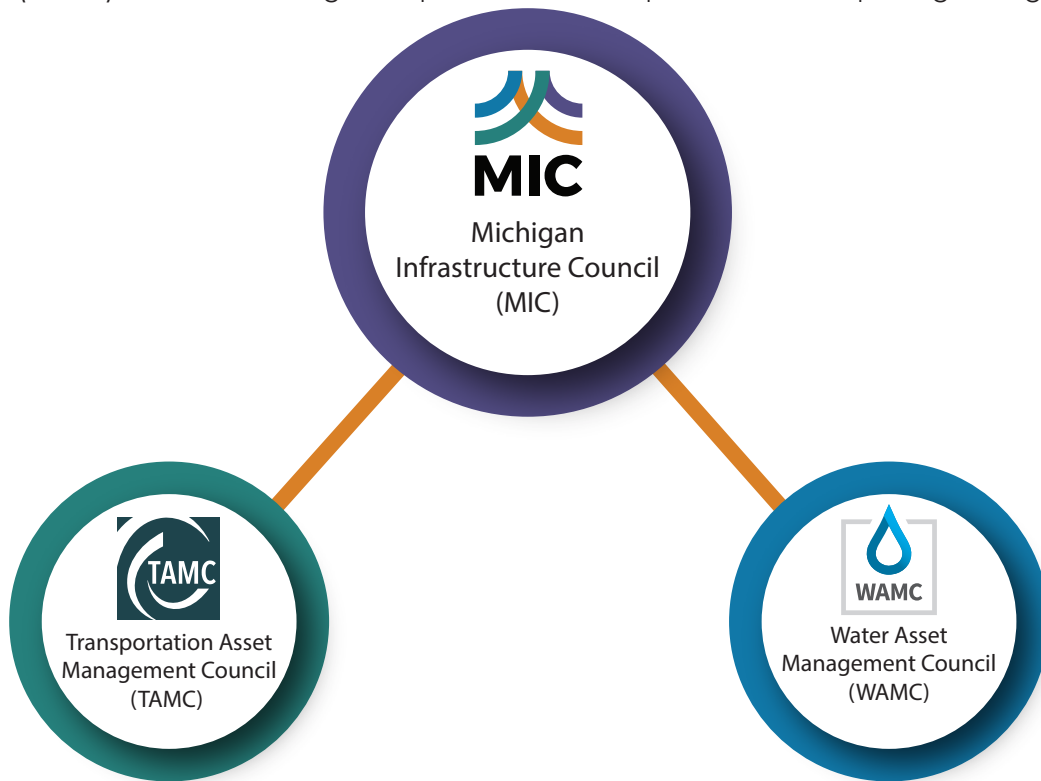 MIC
Michigan
Infrastructure Council
(MIC)
TAMC
Transportation Asset
Management Council
(TAMC)
WAMC
Water Asset
Management Council
(WAMC)